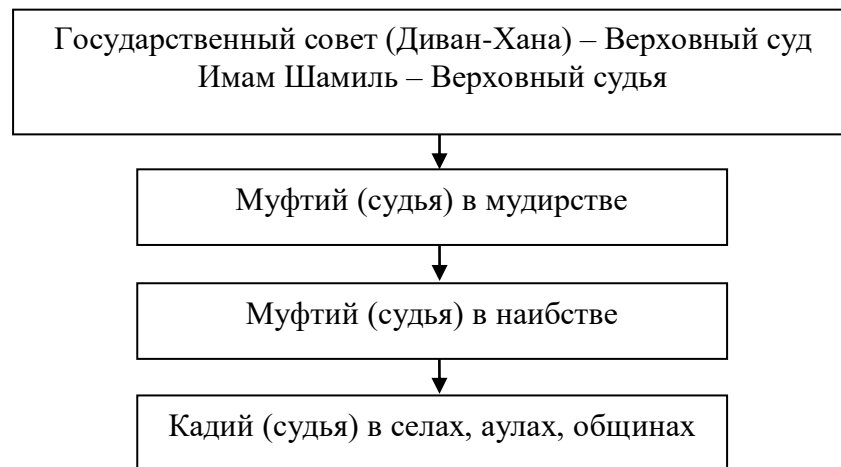 Государственный совет (Диван-Хана) – Верховный суд
Имам Шамиль – Верховный судья
Муфтий (судья) в мудирстве
Муфтий (судья) в наибстве
Кадий (судья) в селах, аулах, общинах